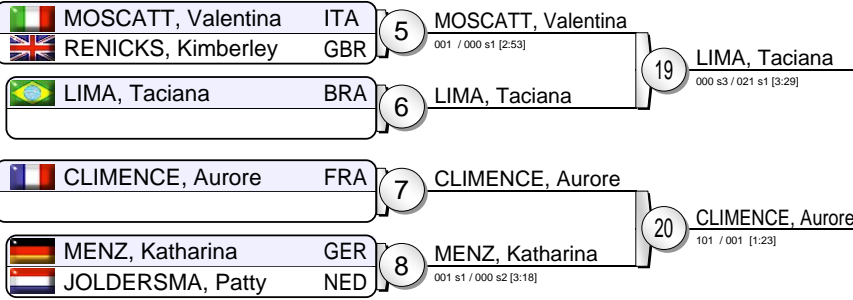 MOSCATT, Valentina ITA
RENICKS, Kimberley GBR
5
MOSCATT, Valentina
001 / 000 s1 [2:53]
LIMA, Taciana BRA
6
LIMA, Taciana
19
LIMA, Taciana
000 s3 / 021 s1 [3:29]
CLIMENCE, Aurore FRA
7
CLIMENCE, Aurore
MENZ, Katharina GER
JOLDERSMA, Patty NED
8
MENZ, Katharina
001 s1 / 000 s2 [3:18]
20
CLIMENCE, Aurore
101 / 001 [1:23]